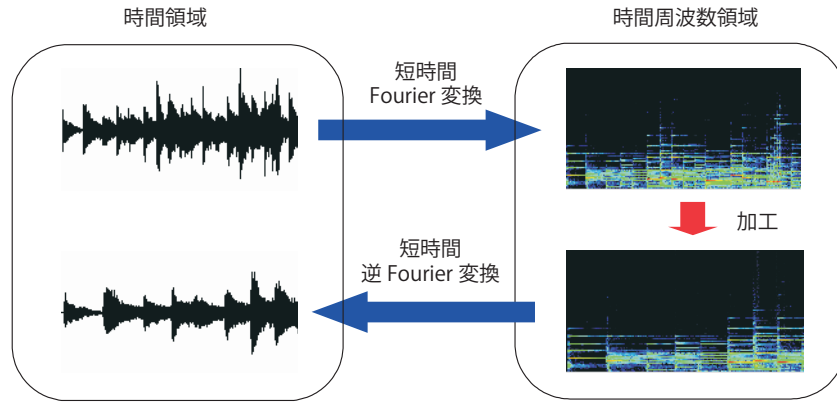 時間領域
時間周波数領域
短時間
Fourier 変換
加工
短時間
逆 Fourier 変換